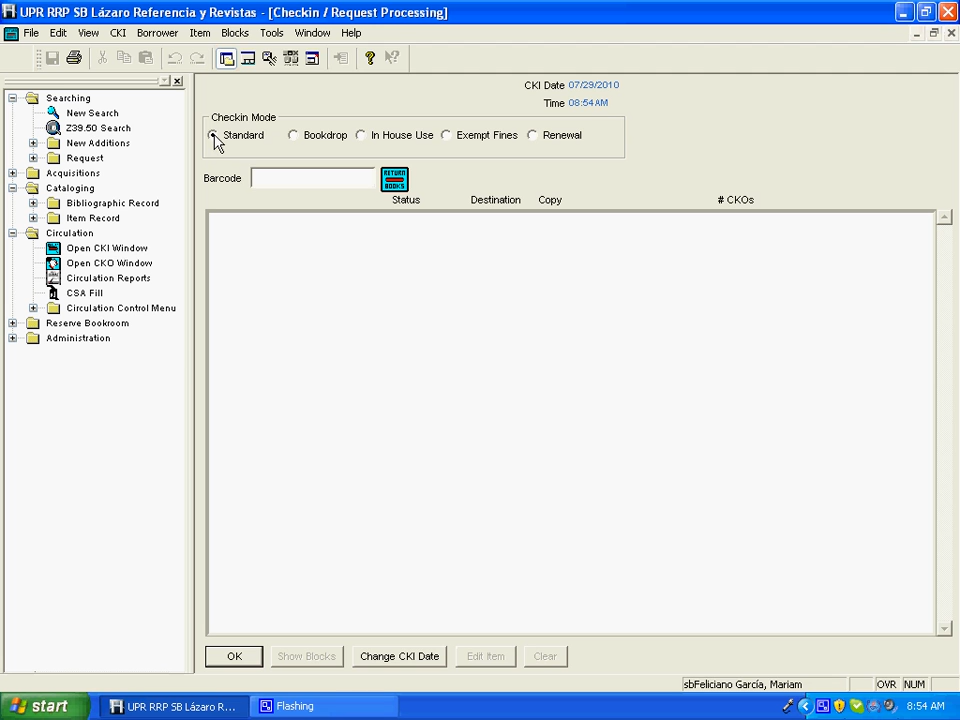 UPR RRP SB Lázaro Referencia y Revistas - [Checkin / Request Processing]
File Edit View CKI Borrower Item Blocks Tools Window Help
CKI Date 07/29/2010
Time 08:54AM
Searching
New Search
Z39.50 Search
New Additions
Request
Acquisitions
Cataloging
Bibliographic Record
Item Record
Circulation
Open CKI Window
Open CKO Window
Circulation Reports
CSA Fill
Circulation Control Menu
Reserve Bookroom
Administration
Checkin Mode
Standard Bookdrop In House Use Exempt Fines Renewal
Barcode
RETURN
BOOKS
Status Destination Copy # CKOs
OK Show Blocks Change CKI Date Edit Item Clear
sbFeliciano García, Mariam OVR NUM
start UPR RRP SB Lázaro R... Flashing 8:54 AM